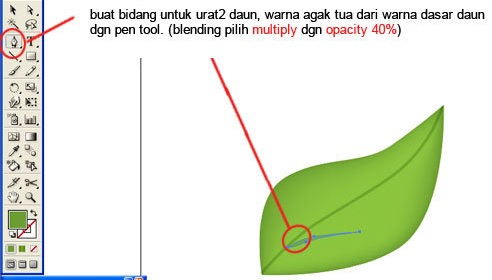 buat bidang untuk urat2 daun, warna agak tua dari warna dasar daun
dgn pen tool. (blending pilih multiply dgn opacity 40%)